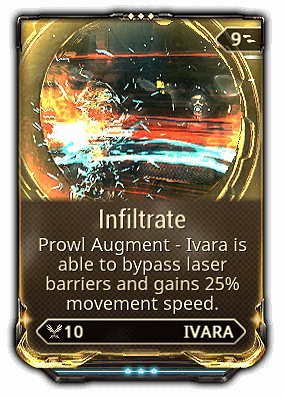 9
Infiltrate
Prowl Augment - Ivara is
able to bypass laser
barriers and gains 25%
movement speed.
10 IVARA